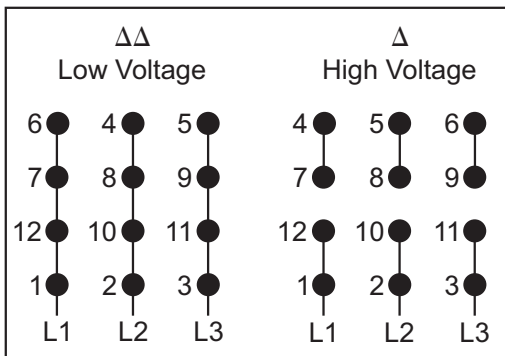 ΔΔ Δ
Low Voltage High Voltage
6 4 5 4 5 6
7 8 9 7 8 9
12 10 11 12 10 11
1 2 3 1 2 3
L1 L2 L3 L1 L2 L3